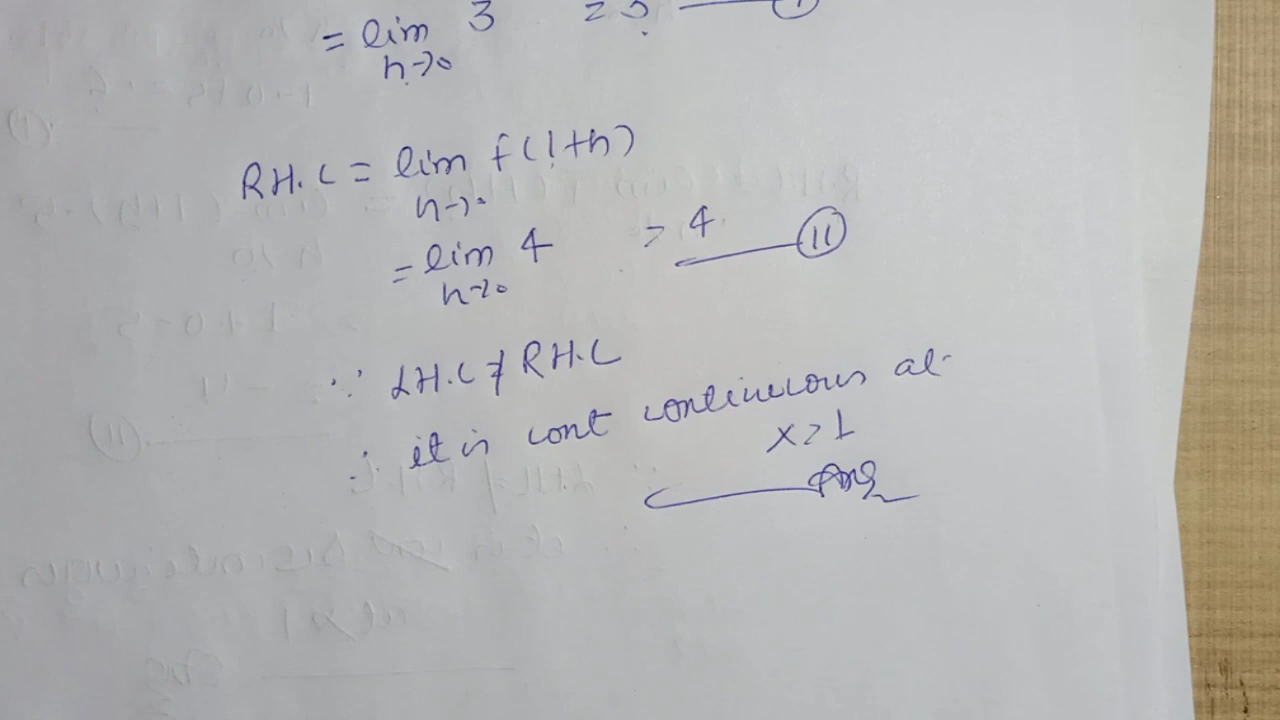 = lim 3 = 3 —— (I)
h→0
RH.L = lim f(1+h)
h→0
= lim 4 = 4 —— (II)
h→0
∵ LH.L ≠ RH.L
∴ it is cont continuous at
x = 1
Ans